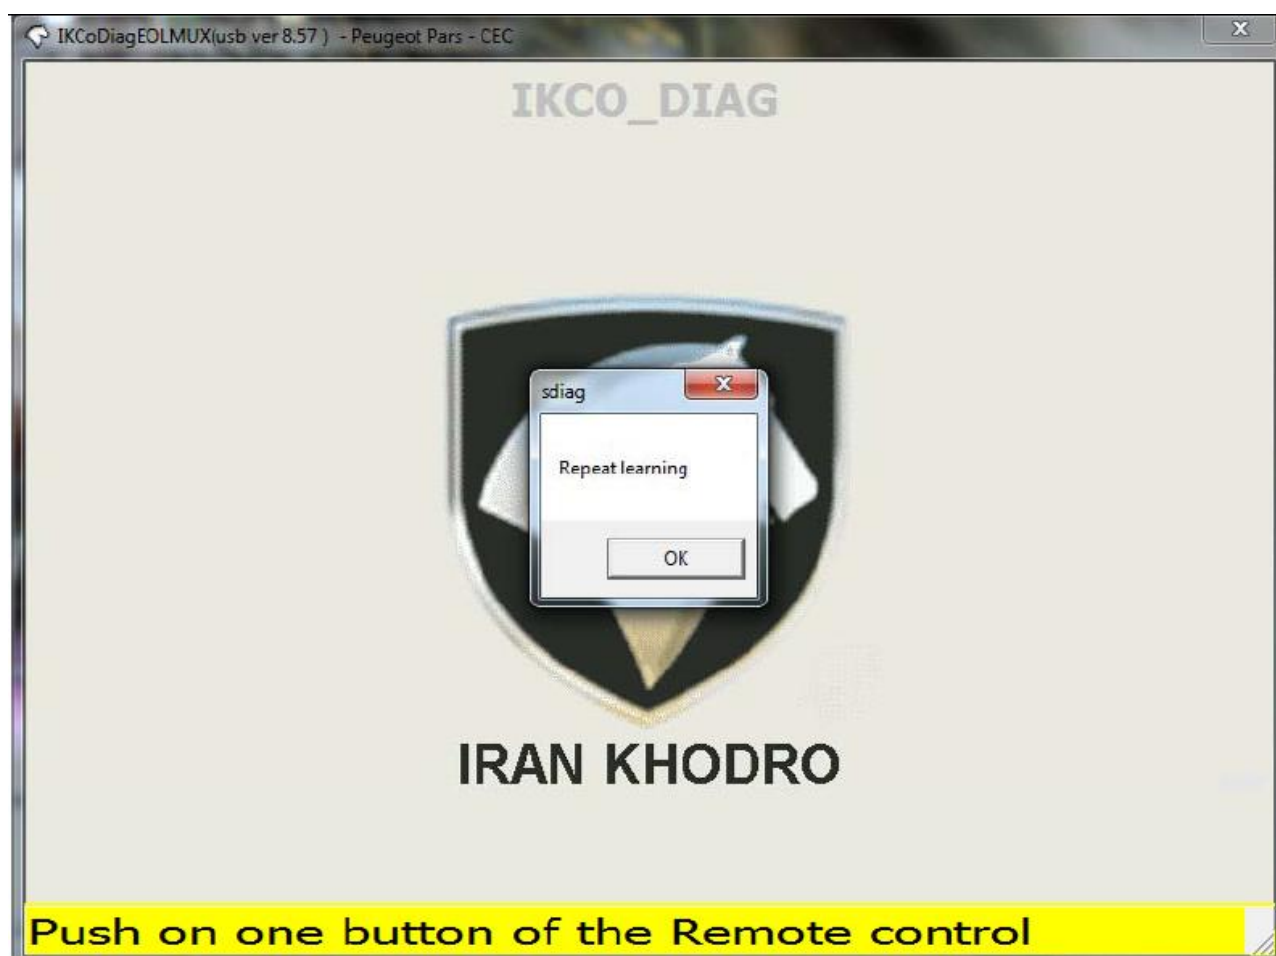 IKCoDiagEOLMUX(usb ver 8.57 ) - Peugeot Pars - CEC
IKCO_DIAG
sdiag
Repeat learning
OK
IRAN KHODRO
Push on one button of the Remote control